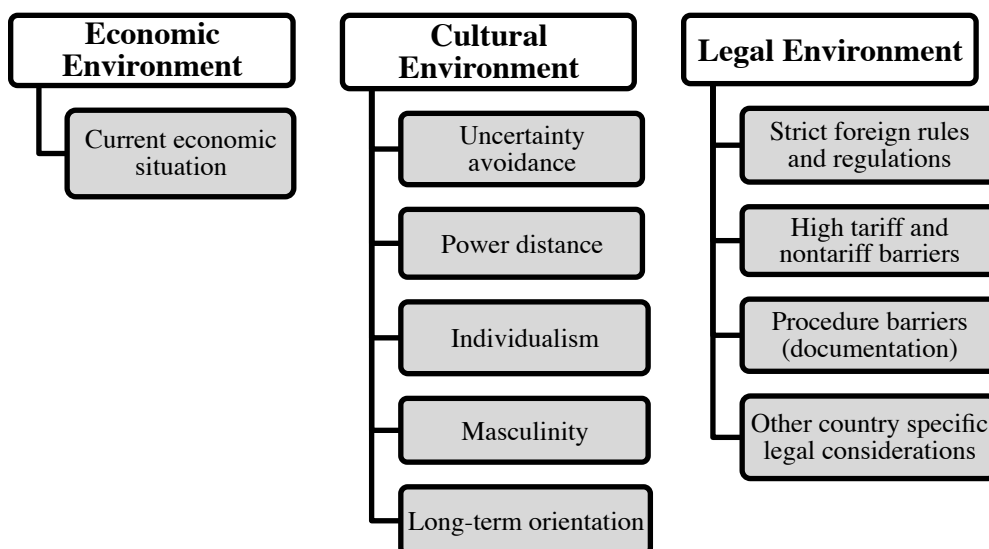 Economic
Environment
Current economic
situation
Cultural
Environment
Uncertainty
avoidance
Power distance
Individualism
Masculinity
Long-term orientation
Legal Environment
Strict foreign rules
and regulations
High tariff and
nontariff barriers
Procedure barriers
(documentation)
Other country specific
legal considerations